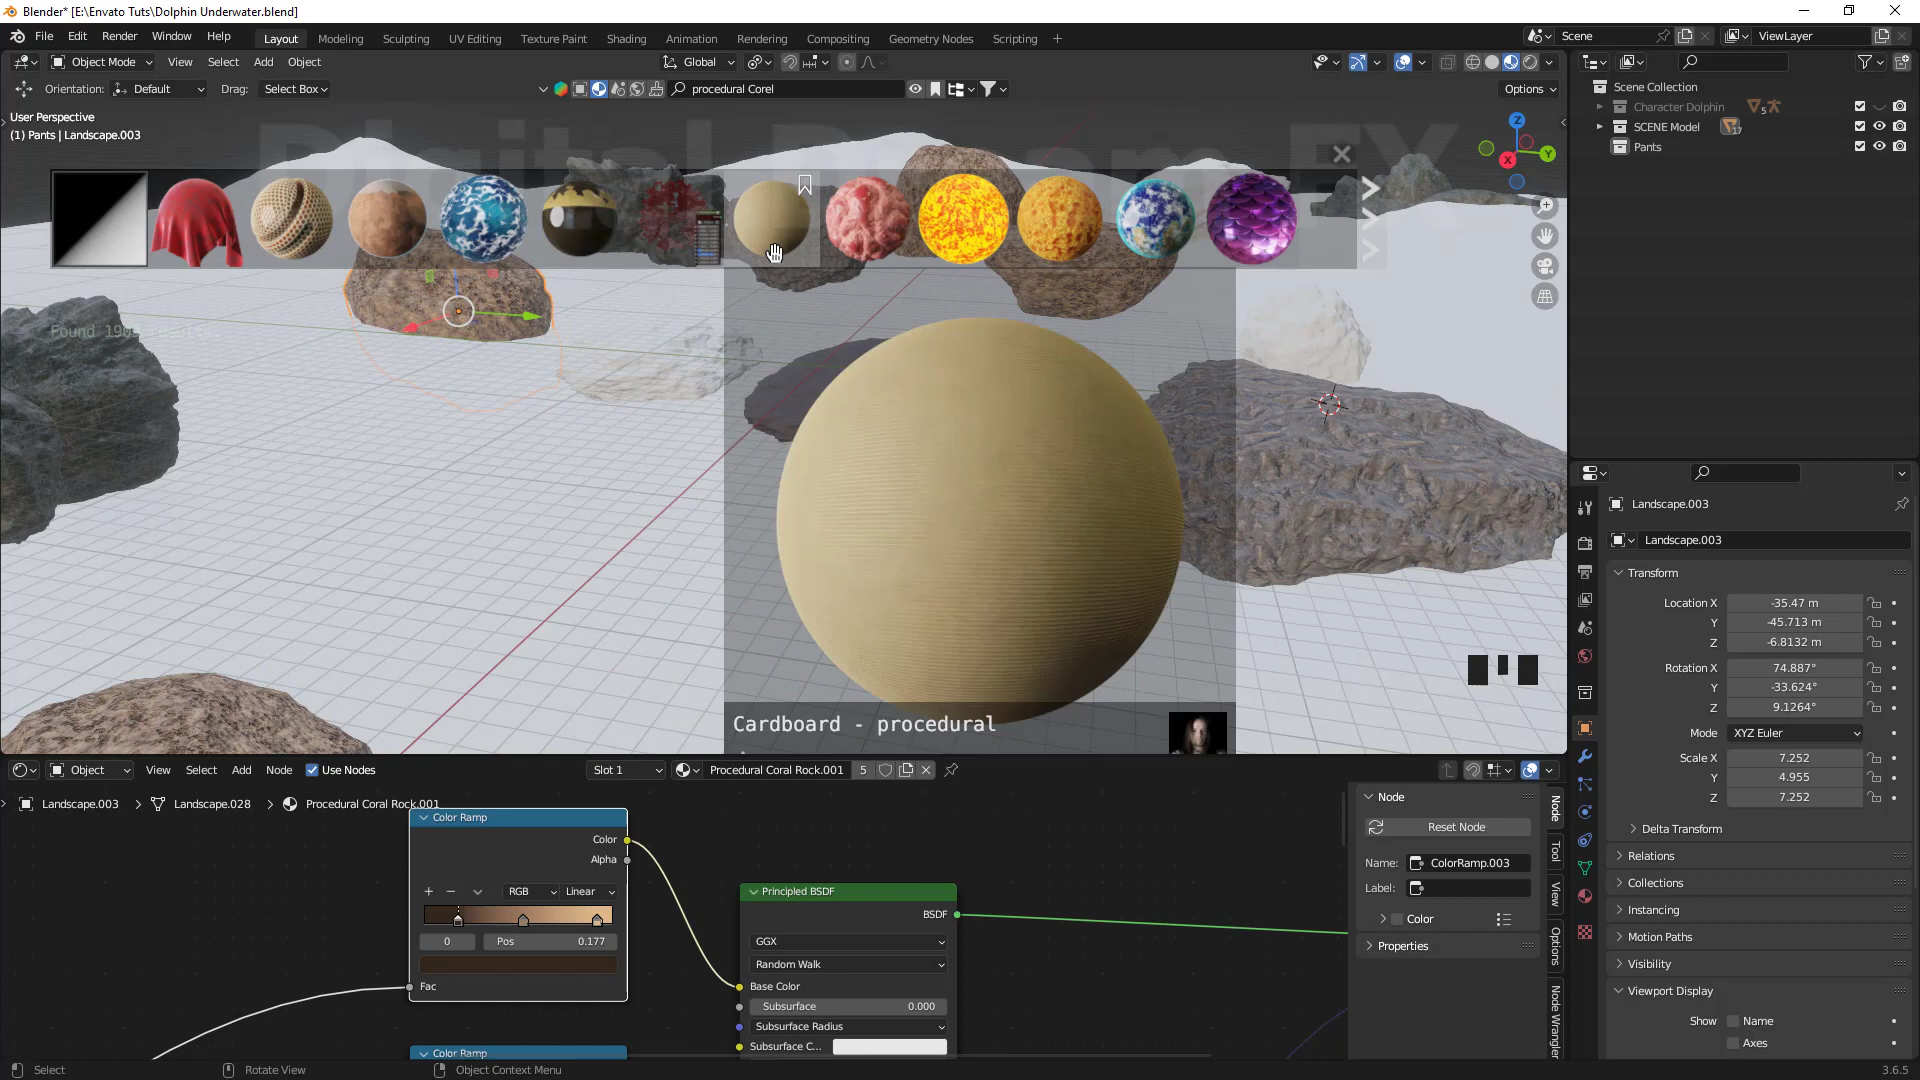 Blender* [E:\Envato Tuts\Dolphin Underwater.blend]
File Edit Render Window Help
Layout Modeling Sculpting UV Editing Texture Paint Shading Animation Rendering Compositing Geometry Nodes Scripting +
Scene
ViewLayer
Object Mode View Select Add Object
Global
Orientation: Default Drag: Select Box
procedural Corel
Options
User Perspective
(1) Pants | Landscape.003
Z
Y
X
Cardboard - procedural
Scene Collection
Character Dolphin 5
SCENE Model 17
Pants
Landscape.003
Landscape.003
Transform
Location X -35.47 m
Y -45.713 m
Z -6.8132 m
Rotation X 74.887°
Y -33.624°
Z 9.1264°
Mode XYZ Euler
Scale X 7.252
Y 4.955
Z 7.252
Delta Transform
Relations
Collections
Instancing
Motion Paths
Visibility
Viewport Display
Show Name
Axes
Object View Select Add Node Use Nodes Slot 1 Procedural Coral Rock.001 5
Landscape.003 > Landscape.028 > Procedural Coral Rock.001
Color Ramp
Color
Alpha
+ − RGB Linear
0 Pos 0.177
Fac
Color Ramp
Principled BSDF
BSDF
GGX
Random Walk
Base Color
Subsurface 0.000
Subsurface Radius
Subsurface C...
Node
Reset Node
Name: ColorRamp.003
Label:
Color
Properties
Node
Tool
View
Options
Node Wrangler
Select Rotate View Object Context Menu 3.6.5